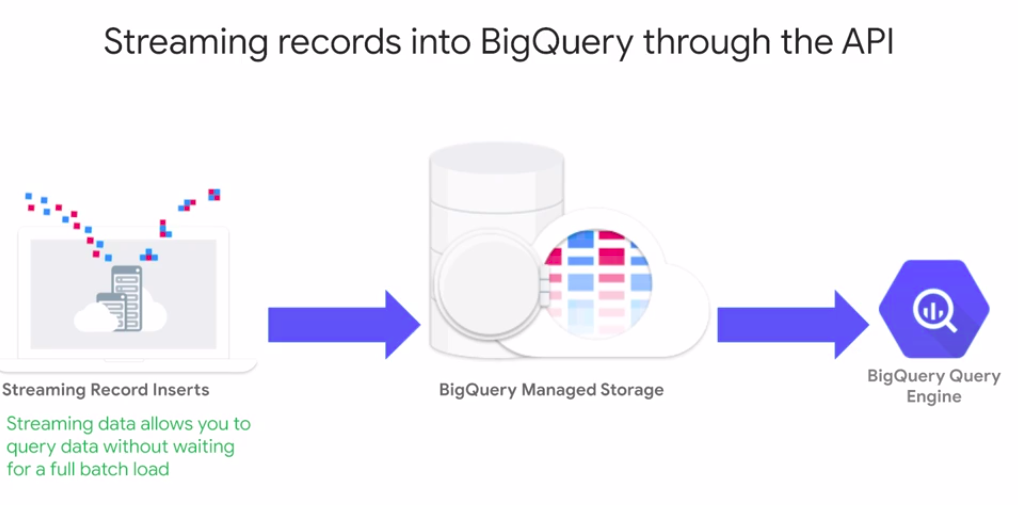 Streaming records into BigQuery through the API
Streaming Record Inserts
Streaming data allows you to
query data without waiting
for a full batch load
BigQuery Managed Storage
BigQuery Query
Engine